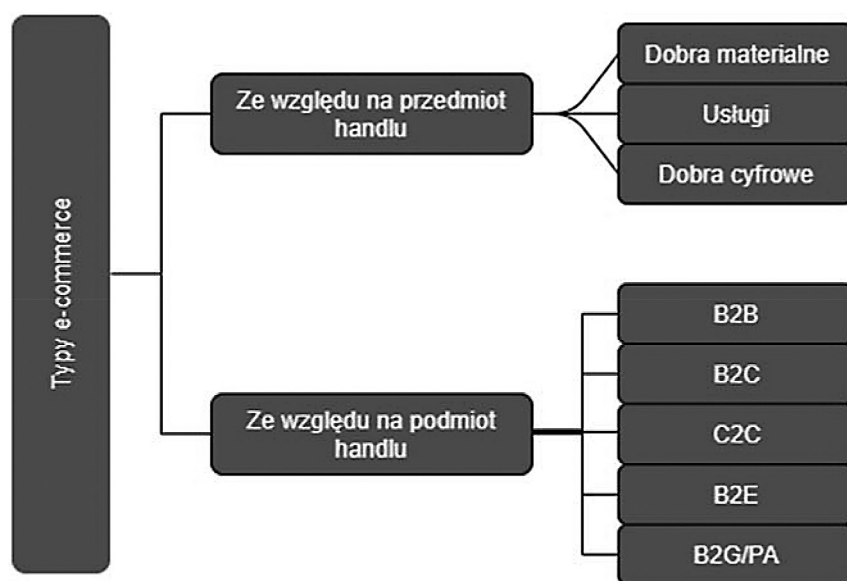 Typy e-commerce
Ze względu na przedmiot
handlu
Dobra materialne
Usługi
Dobra cyfrowe
Ze względu na podmiot
handlu
B2B
B2C
C2C
B2E
B2G/PA